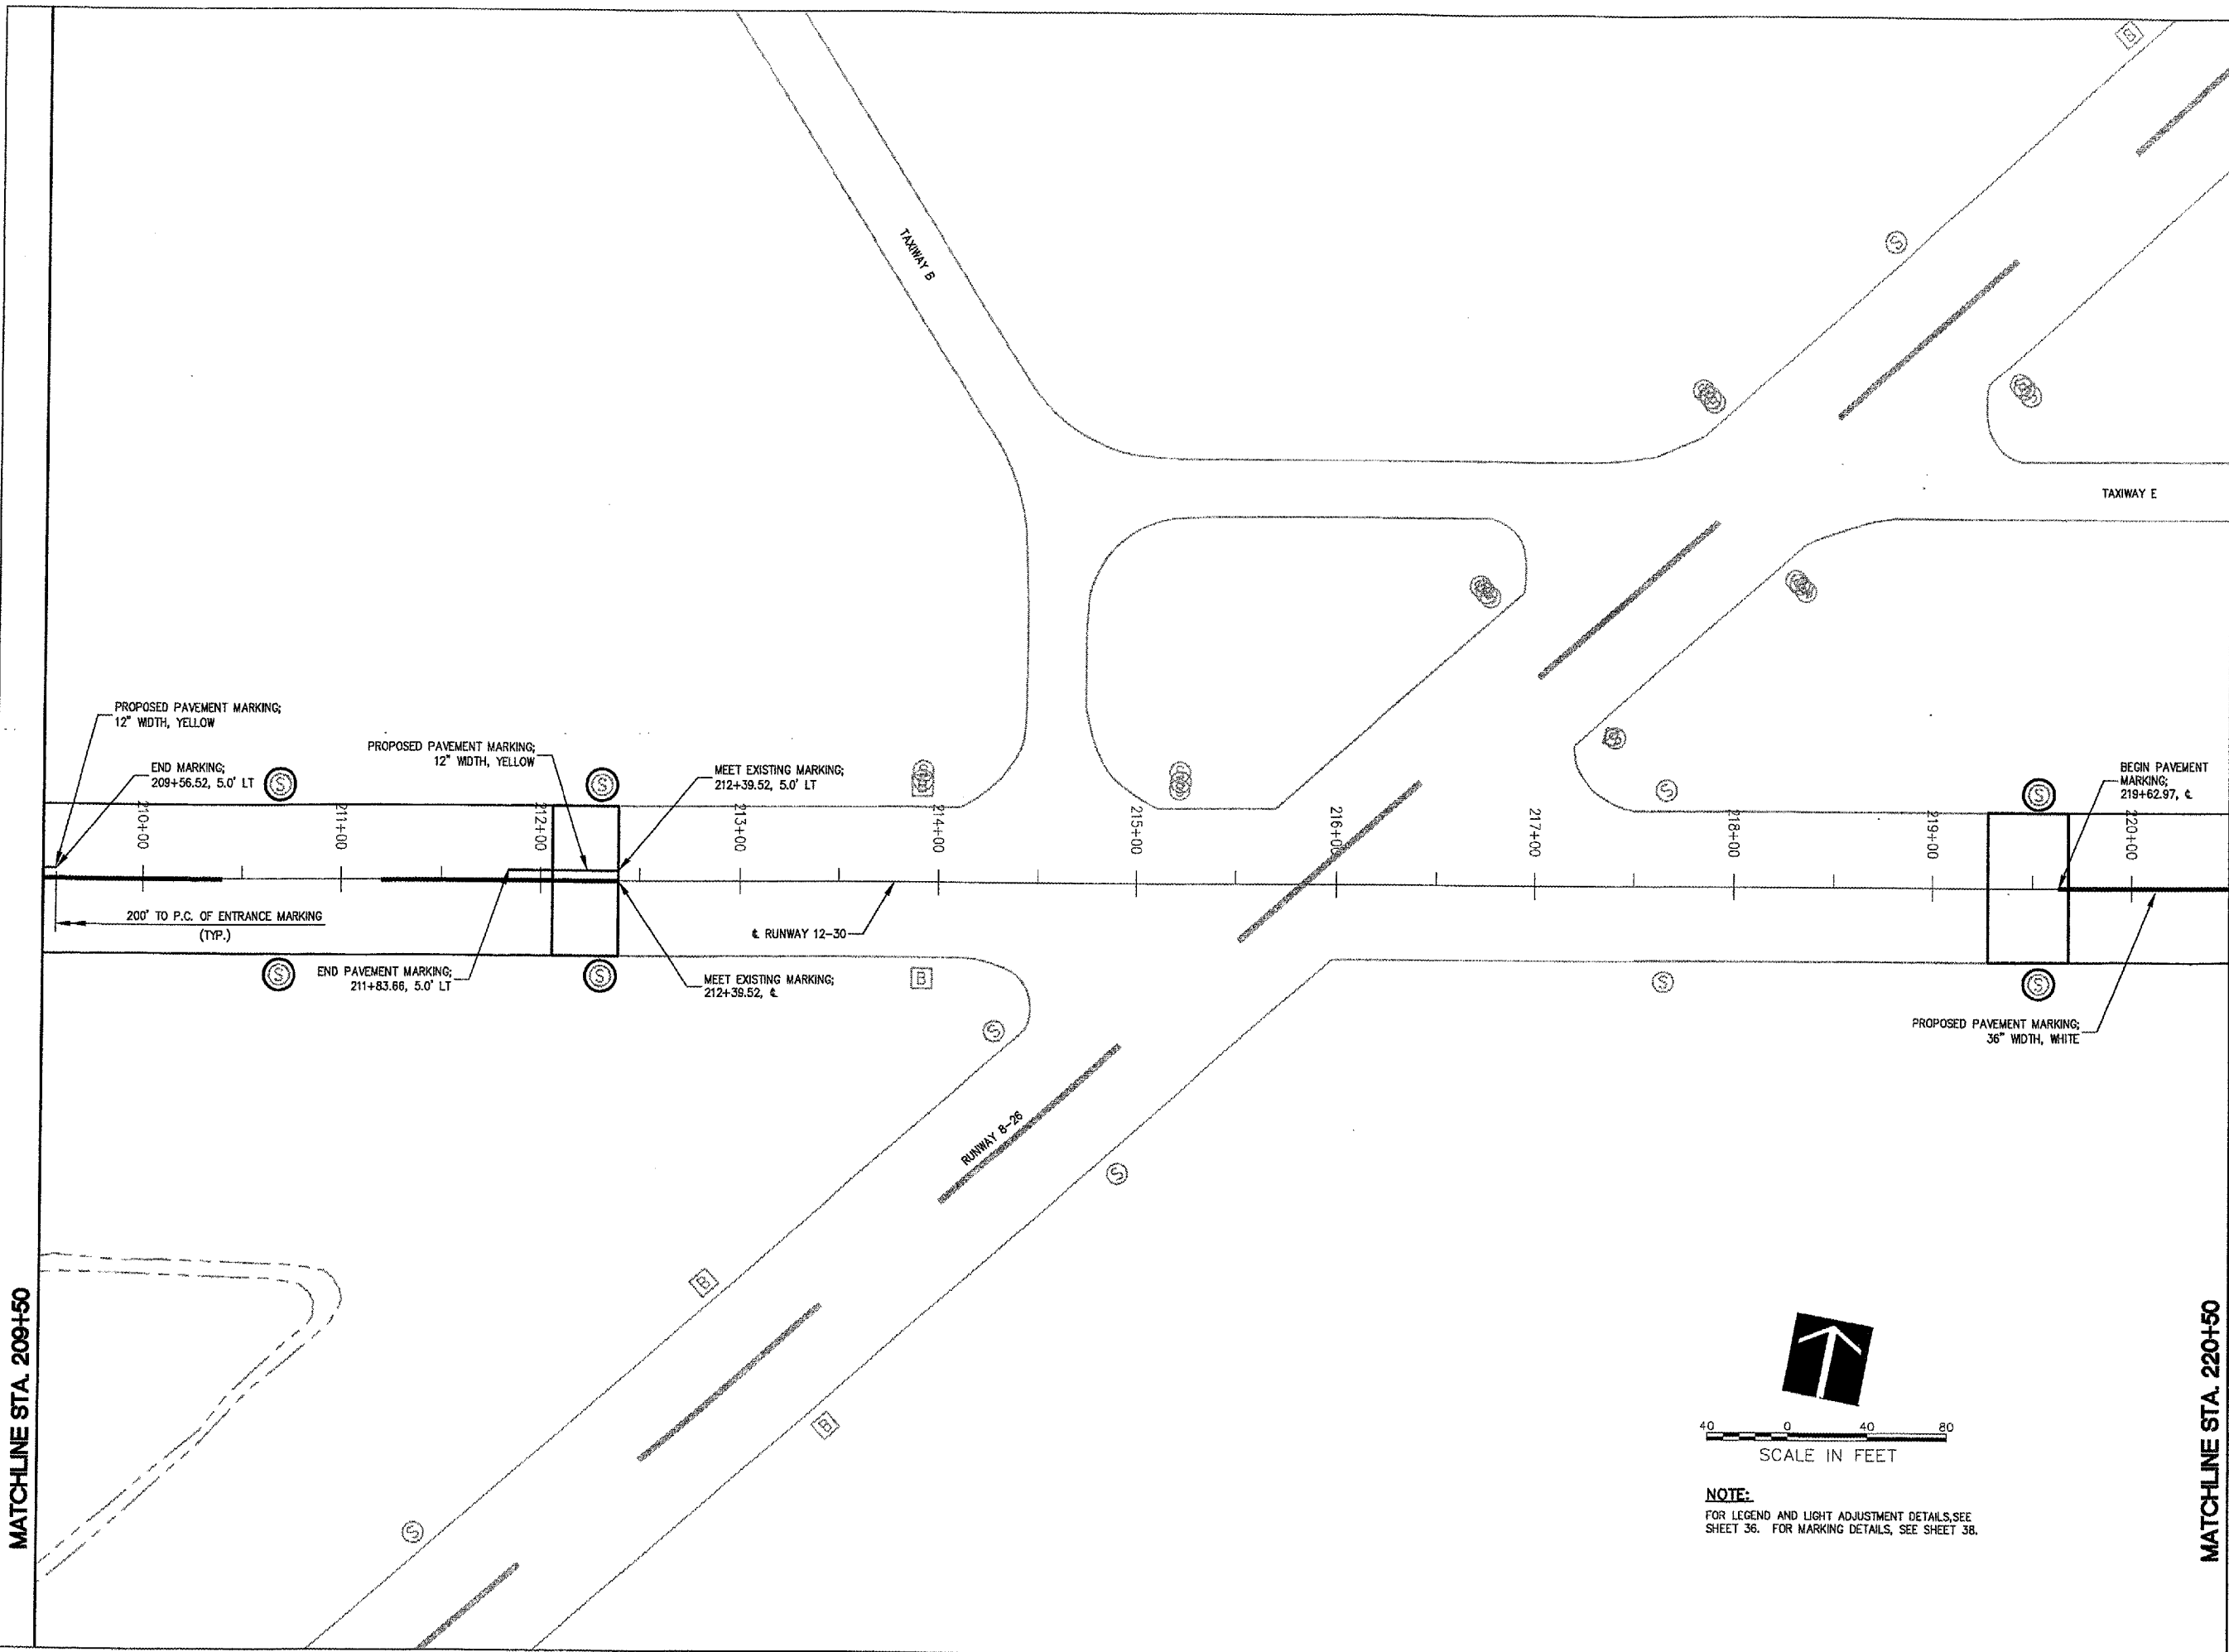 TAXIWAY B
TAXIWAY E
PROPOSED PAVEMENT MARKING;
12" WIDTH, YELLOW
END MARKING;
209+56.52, 5.0' LT
PROPOSED PAVEMENT MARKING;
12" WIDTH, YELLOW
MEET EXISTING MARKING;
212+39.52, 5.0' LT
BEGIN PAVEMENT
MARKING;
219+62.97, ℄
210+00
211+00
212+00
213+00
214+00
215+00
216+00
217+00
218+00
219+00
220+00
200' TO P.C. OF ENTRANCE MARKING
(TYP.)
℄ RUNWAY 12-30
END PAVEMENT MARKING;
211+83.66, 5.0' LT
MEET EXISTING MARKING;
212+39.52, ℄
PROPOSED PAVEMENT MARKING;
36" WIDTH, WHITE
RUNWAY 8-26
S
S
S
S
S
S
S
S
S
S
S
S
S
B
B
B
B
MATCHLINE STA. 209+50
MATCHLINE STA. 220+50
40 0 40 80
SCALE IN FEET
NOTE:
FOR LEGEND AND LIGHT ADJUSTMENT DETAILS,SEE
SHEET 36. FOR MARKING DETAILS, SEE SHEET 38.